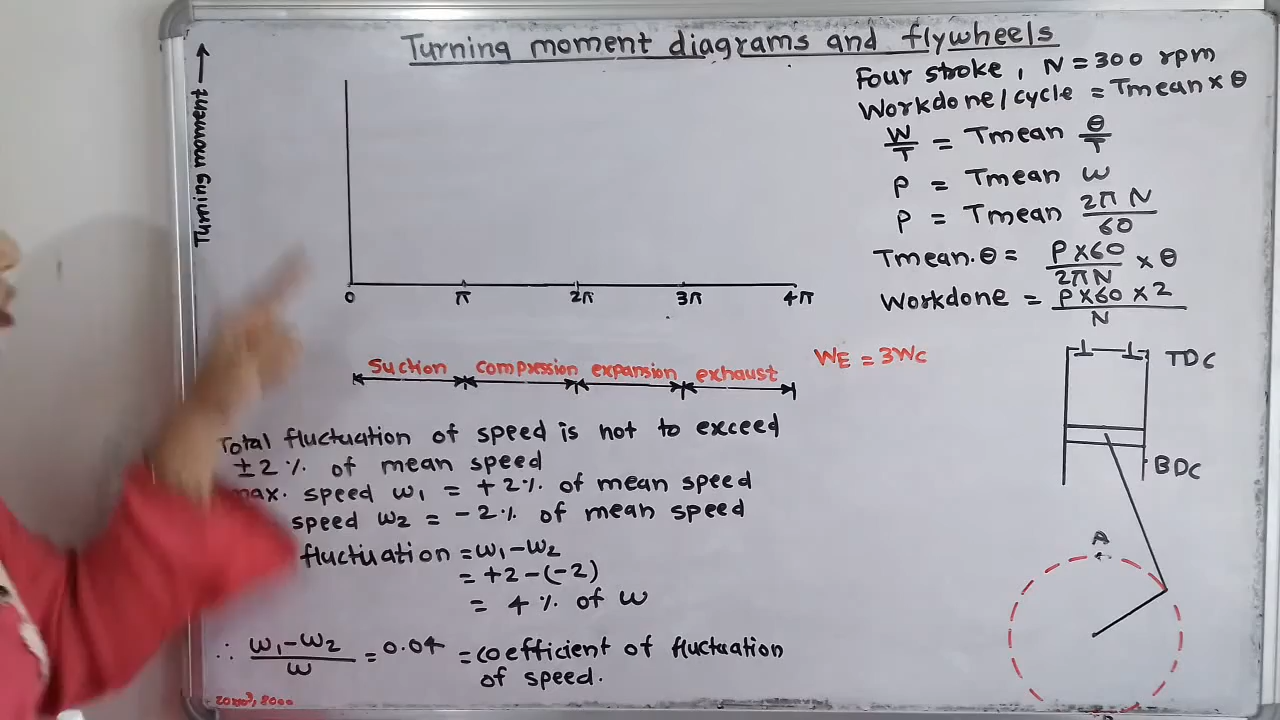 Turning moment diagrams and flywheels
Turning moment →
0 π 2π 3π 4π
suction compression expansion exhaust
WE = 3WC
Total fluctuation of speed is not to exceed
±2% of mean speed
max. speed ω1 = +2% of mean speed
speed ω2 = -2% of mean speed
fluctuation = ω1-ω2
= +2-(-2)
= 4% of ω
∴ ω1-ω2/ω = 0.04 = coefficient of fluctuation
of speed.
Four stroke, N = 300 rpm
Workdone/cycle = Tmean × θ
W/T = Tmean θ/T
P = Tmean ω
P = Tmean 2πN/60
Tmean.θ = P×60/2πN × θ
Workdone = P×60×2/N
TDC
BDC
A